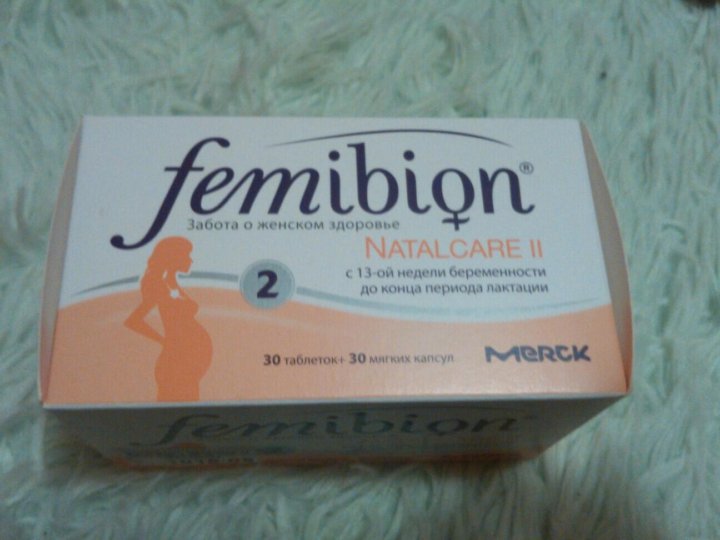 femibion®
Забота о женском здоровье
NATALCARE II
с 13-ой недели беременности
до конца периода лактации
2
30 таблеток+ 30 мягких капсул
MERCK
femibion